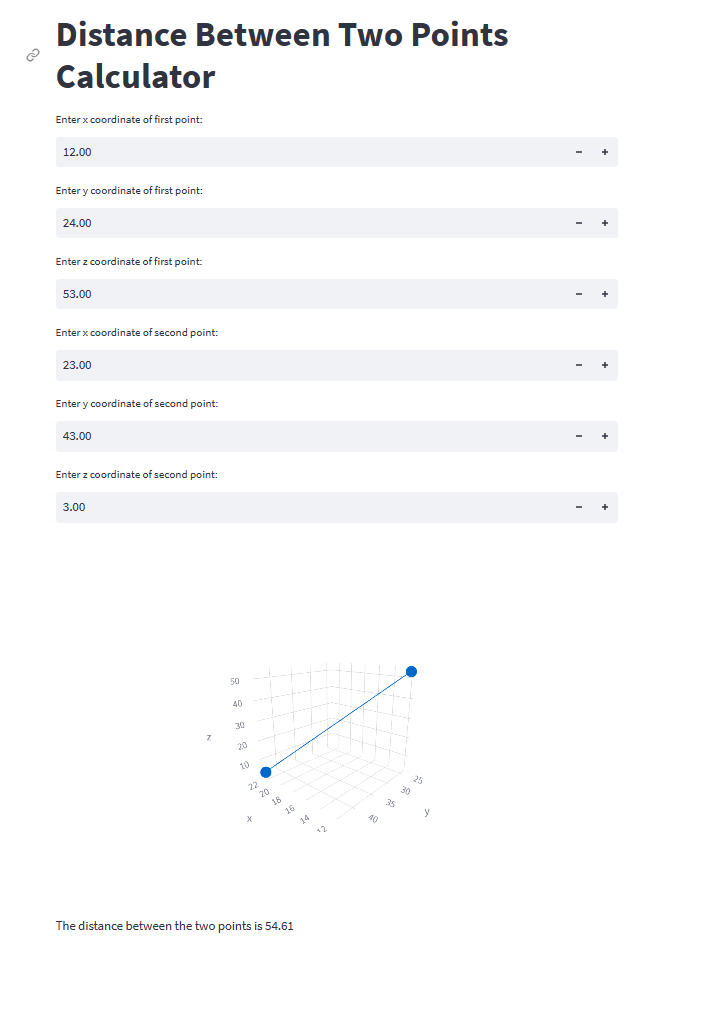 Distance Between Two Points
Calculator
Enter x coordinate of first point:
12.00
Enter y coordinate of first point:
24.00
Enter z coordinate of first point:
53.00
Enter x coordinate of second point:
23.00
Enter y coordinate of second point:
43.00
Enter z coordinate of second point:
3.00
50
40
30
20
10
z
22
20
18
16
14
12
x
25
30
35
40
y
The distance between the two points is 54.61